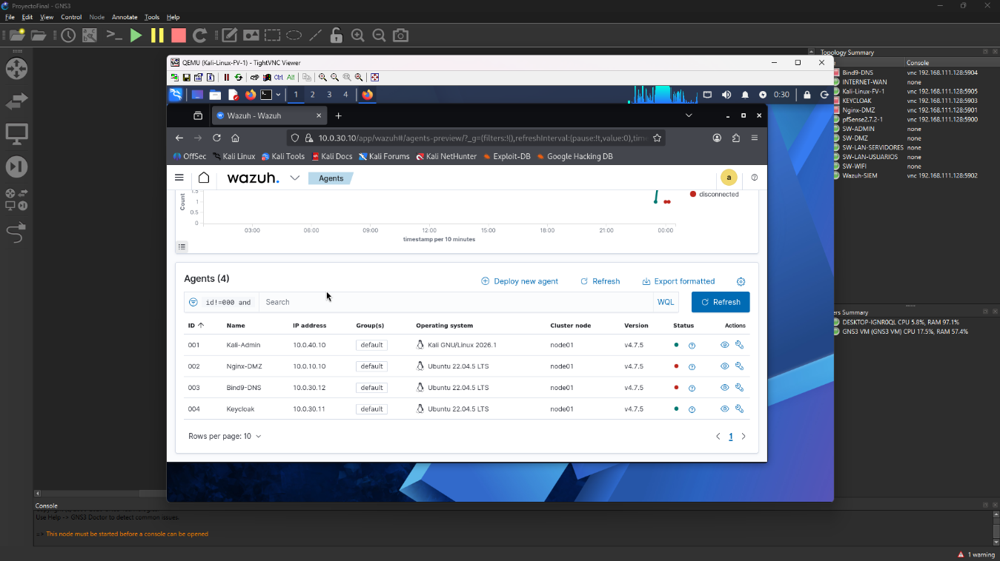 ProyectoFinal - GNS3
File Edit View Control Node Annotate Tools Help
Topology Summary
Console
Bind9-DNS vnc 192.168.111.128:5904
INTERNET-WAN none
Kali-Linux-FV-1 vnc 192.168.111.128:5905
KEYCLOAK vnc 192.168.111.128:5903
Nginx-DMZ vnc 192.168.111.128:5901
pfSense2.7.2-1 vnc 192.168.111.128:5900
SW-ADMIN none
SW-DMZ none
SW-LAN-SERVIDORES none
SW-LAN-USUARIOS none
SW-WIFI none
Wazuh-SIEM vnc 192.168.111.128:5902
ers Summary
DESKTOP-IGNR0QL CPU 5.8%, RAM 97.1%
GNS3 VM (GNS3 VM) CPU 17.5%, RAM 57.4%
QEMU (Kali-Linux-FV-1) - TightVNC Viewer
Ctrl Alt
1 2 3 4
0:30
Wazuh - Wazuh
10.0.30.10/app/wazuh#/agents-preview/?_g=(filters:!(),refreshInterval:(pause:!t,value:0),tim
OffSec Kali Linux Kali Tools Kali Docs Kali Forums Kali NetHunter Exploit-DB Google Hacking DB
wazuh. Agents a
Count
1.5
1
0.5
0
disconnected
03:00 06:00 09:00 12:00 15:00 18:00 21:00 00:00
timestamp per 10 minutes
Agents (4)
Deploy new agent Refresh Export formatted
id!=000 and Search WQL Refresh
ID Name IP address Group(s) Operating system Cluster node Version Status Actions
001 Kali-Admin 10.0.40.10 default Kali GNU/Linux 2026.1 node01 v4.7.5
002 Nginx-DMZ 10.0.10.10 default Ubuntu 22.04.5 LTS node01 v4.7.5
003 Bind9-DNS 10.0.30.12 default Ubuntu 22.04.5 LTS node01 v4.7.5
004 Keycloak 10.0.30.11 default Ubuntu 22.04.5 LTS node01 v4.7.5
Rows per page: 10
1
Console
Use Help -> GNS3 Doctor to detect common issues.
=> This node must be started before a console can be opened
1 warning